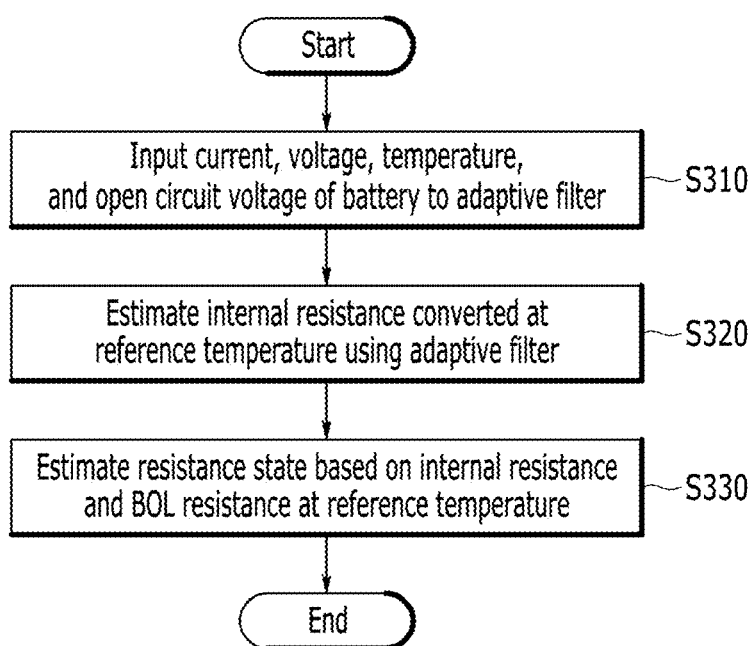 Start
Input current, voltage, temperature,
and open circuit voltage of battery to adaptive filter
S310
Estimate internal resistance converted at
reference temperature using adaptive filter
S320
Estimate resistance state based on internal resistance
and BOL resistance at reference temperature
S330
End